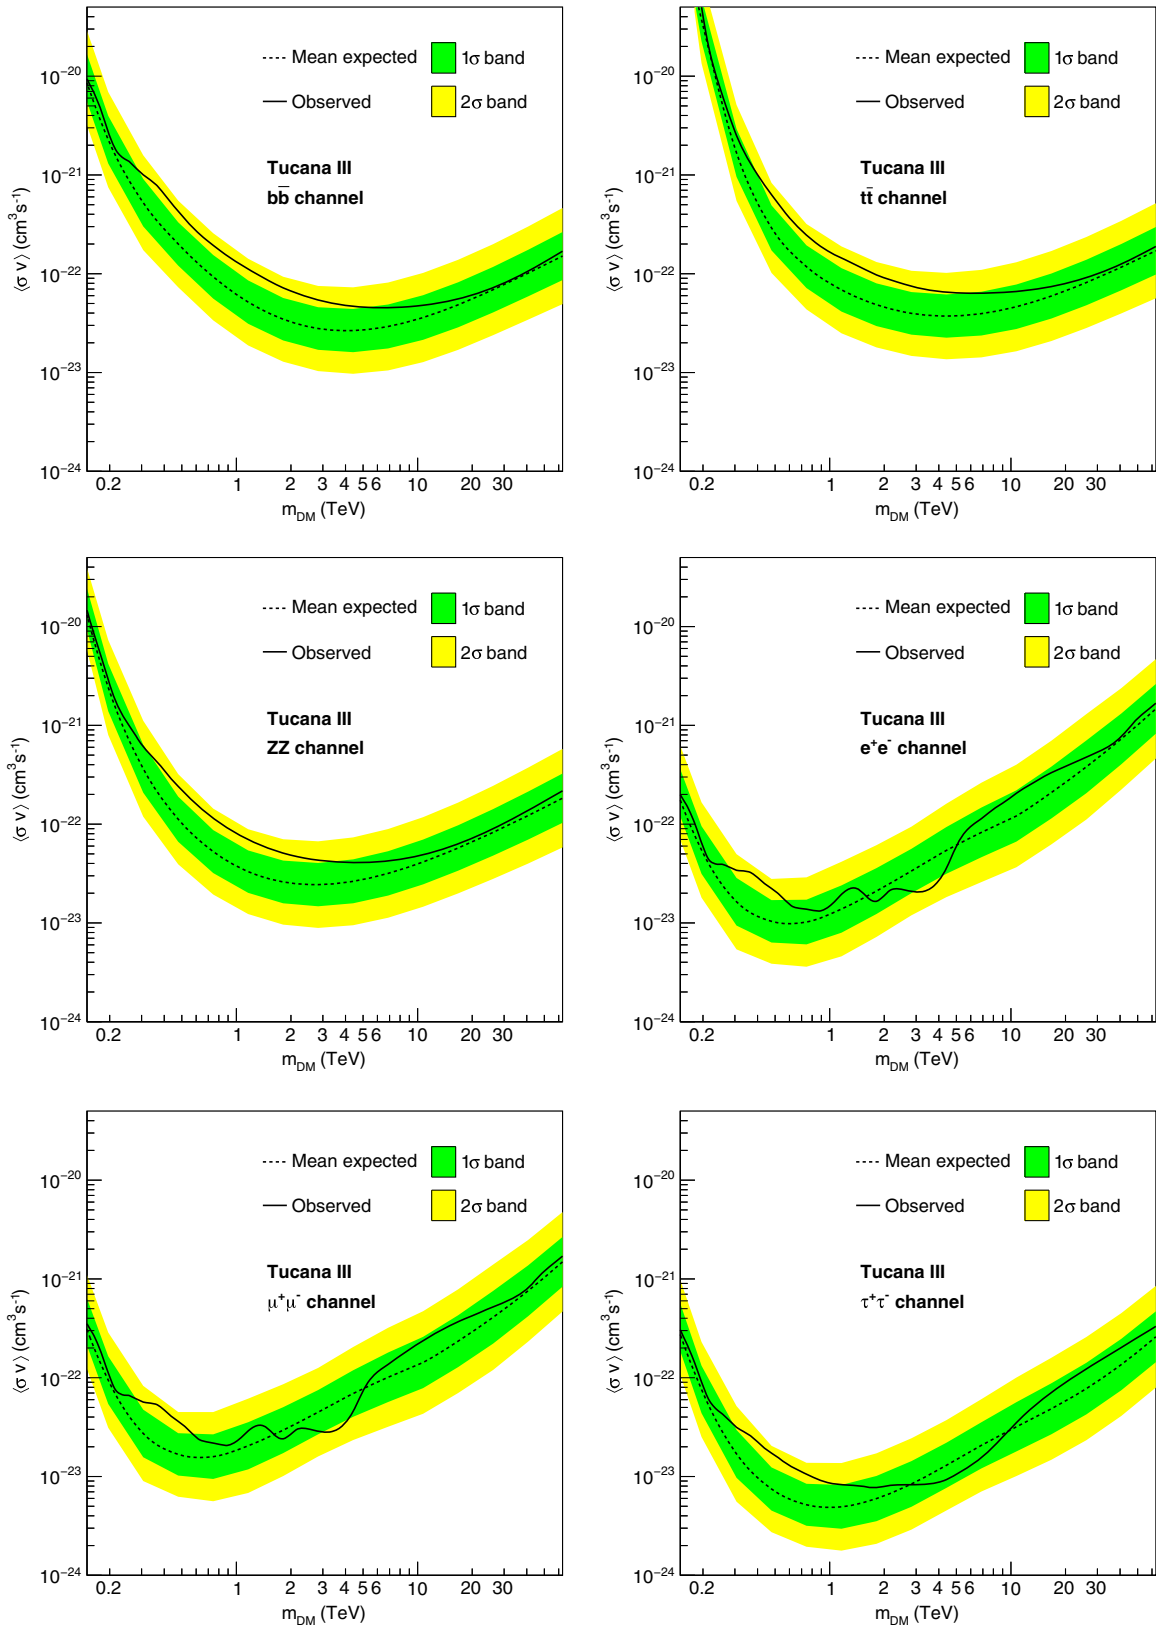 Mean expected 1σ band
Observed 2σ band
Tucana III
bb̅ channel
⟨σ v⟩ (cm³s⁻¹)
10⁻²⁰
10⁻²¹
10⁻²²
10⁻²³
10⁻²⁴
0.2 1 2 3 4 5 6 10 20 30
m_DM (TeV)
Mean expected 1σ band
Observed 2σ band
Tucana III
tt̅ channel
⟨σ v⟩ (cm³s⁻¹)
10⁻²⁰
10⁻²¹
10⁻²²
10⁻²³
10⁻²⁴
0.2 1 2 3 4 5 6 10 20 30
m_DM (TeV)
Mean expected 1σ band
Observed 2σ band
Tucana III
ZZ channel
⟨σ v⟩ (cm³s⁻¹)
10⁻²⁰
10⁻²¹
10⁻²²
10⁻²³
10⁻²⁴
0.2 1 2 3 4 5 6 10 20 30
m_DM (TeV)
Mean expected 1σ band
Observed 2σ band
Tucana III
e⁺e⁻ channel
⟨σ v⟩ (cm³s⁻¹)
10⁻²⁰
10⁻²¹
10⁻²²
10⁻²³
10⁻²⁴
0.2 1 2 3 4 5 6 10 20 30
m_DM (TeV)
Mean expected 1σ band
Observed 2σ band
Tucana III
μ⁺μ⁻ channel
⟨σ v⟩ (cm³s⁻¹)
10⁻²⁰
10⁻²¹
10⁻²²
10⁻²³
10⁻²⁴
0.2 1 2 3 4 5 6 10 20 30
m_DM (TeV)
Mean expected 1σ band
Observed 2σ band
Tucana III
τ⁺τ⁻ channel
⟨σ v⟩ (cm³s⁻¹)
10⁻²⁰
10⁻²¹
10⁻²²
10⁻²³
10⁻²⁴
0.2 1 2 3 4 5 6 10 20 30
m_DM (TeV)